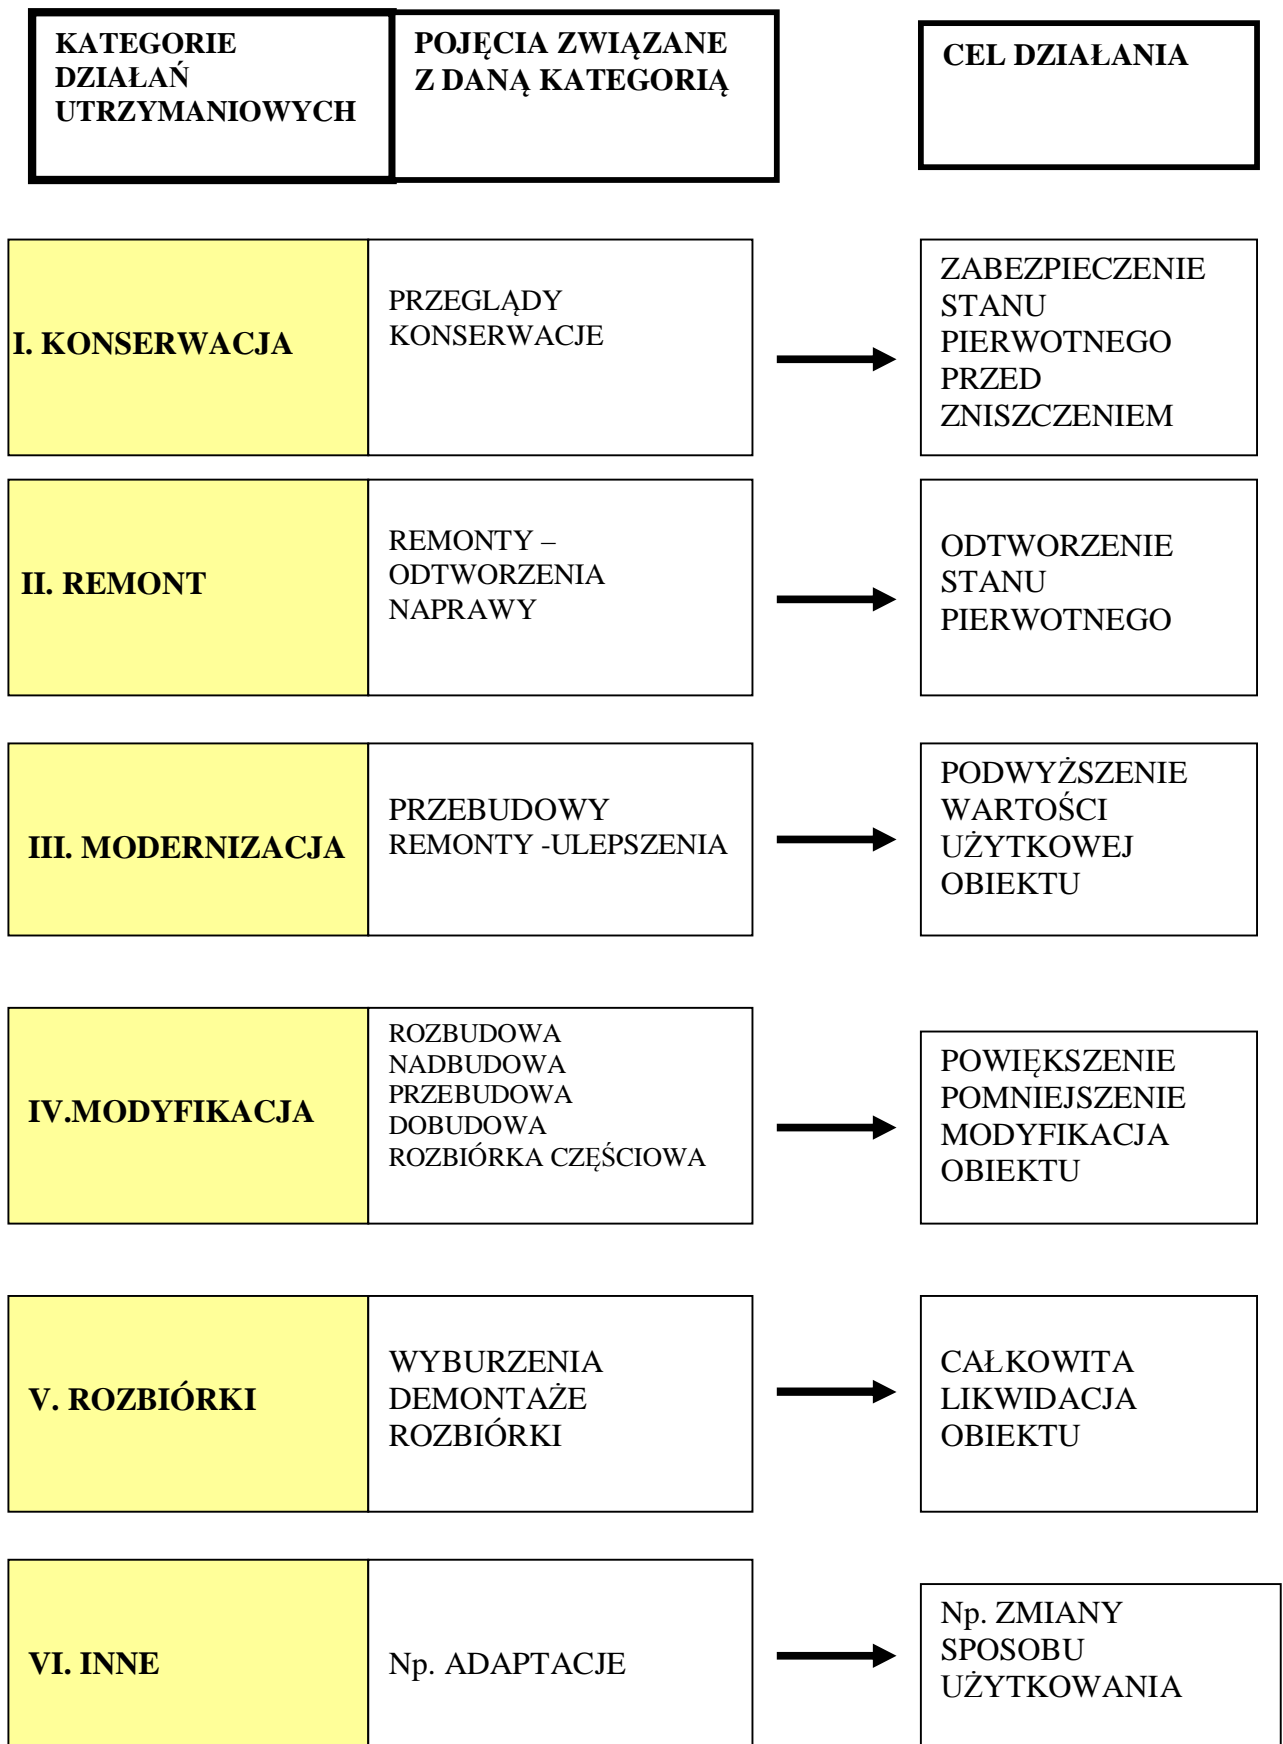 KATEGORIE
DZIAŁAŃ
UTRZYMANIOWYCH
POJĘCIA ZWIĄZANE
Z DANĄ KATEGORIĄ
CEL DZIAŁANIA
I. KONSERWACJA
PRZEGLĄDY
KONSERWACJE
ZABEZPIECZENIE
STANU
PIERWOTNEGO
PRZED
ZNISZCZENIEM
II. REMONT
REMONTY –
ODTWORZENIA
NAPRAWY
ODTWORZENIE
STANU
PIERWOTNEGO
III. MODERNIZACJA
PRZEBUDOWY
REMONTY -ULEPSZENIA
PODWYŻSZENIE
WARTOŚCI
UŻYTKOWEJ
OBIEKTU
IV.MODYFIKACJA
ROZBUDOWA
NADBUDOWA
PRZEBUDOWA
DOBUDOWA
ROZBIÓRKA CZĘŚCIOWA
POWIĘKSZENIE
POMNIEJSZENIE
MODYFIKACJA
OBIEKTU
V. ROZBIÓRKI
WYBURZENIA
DEMONTAŻE
ROZBIÓRKI
CAŁKOWITA
LIKWIDACJA
OBIEKTU
VI. INNE
Np. ADAPTACJE
Np. ZMIANY
SPOSOBU
UŻYTKOWANIA